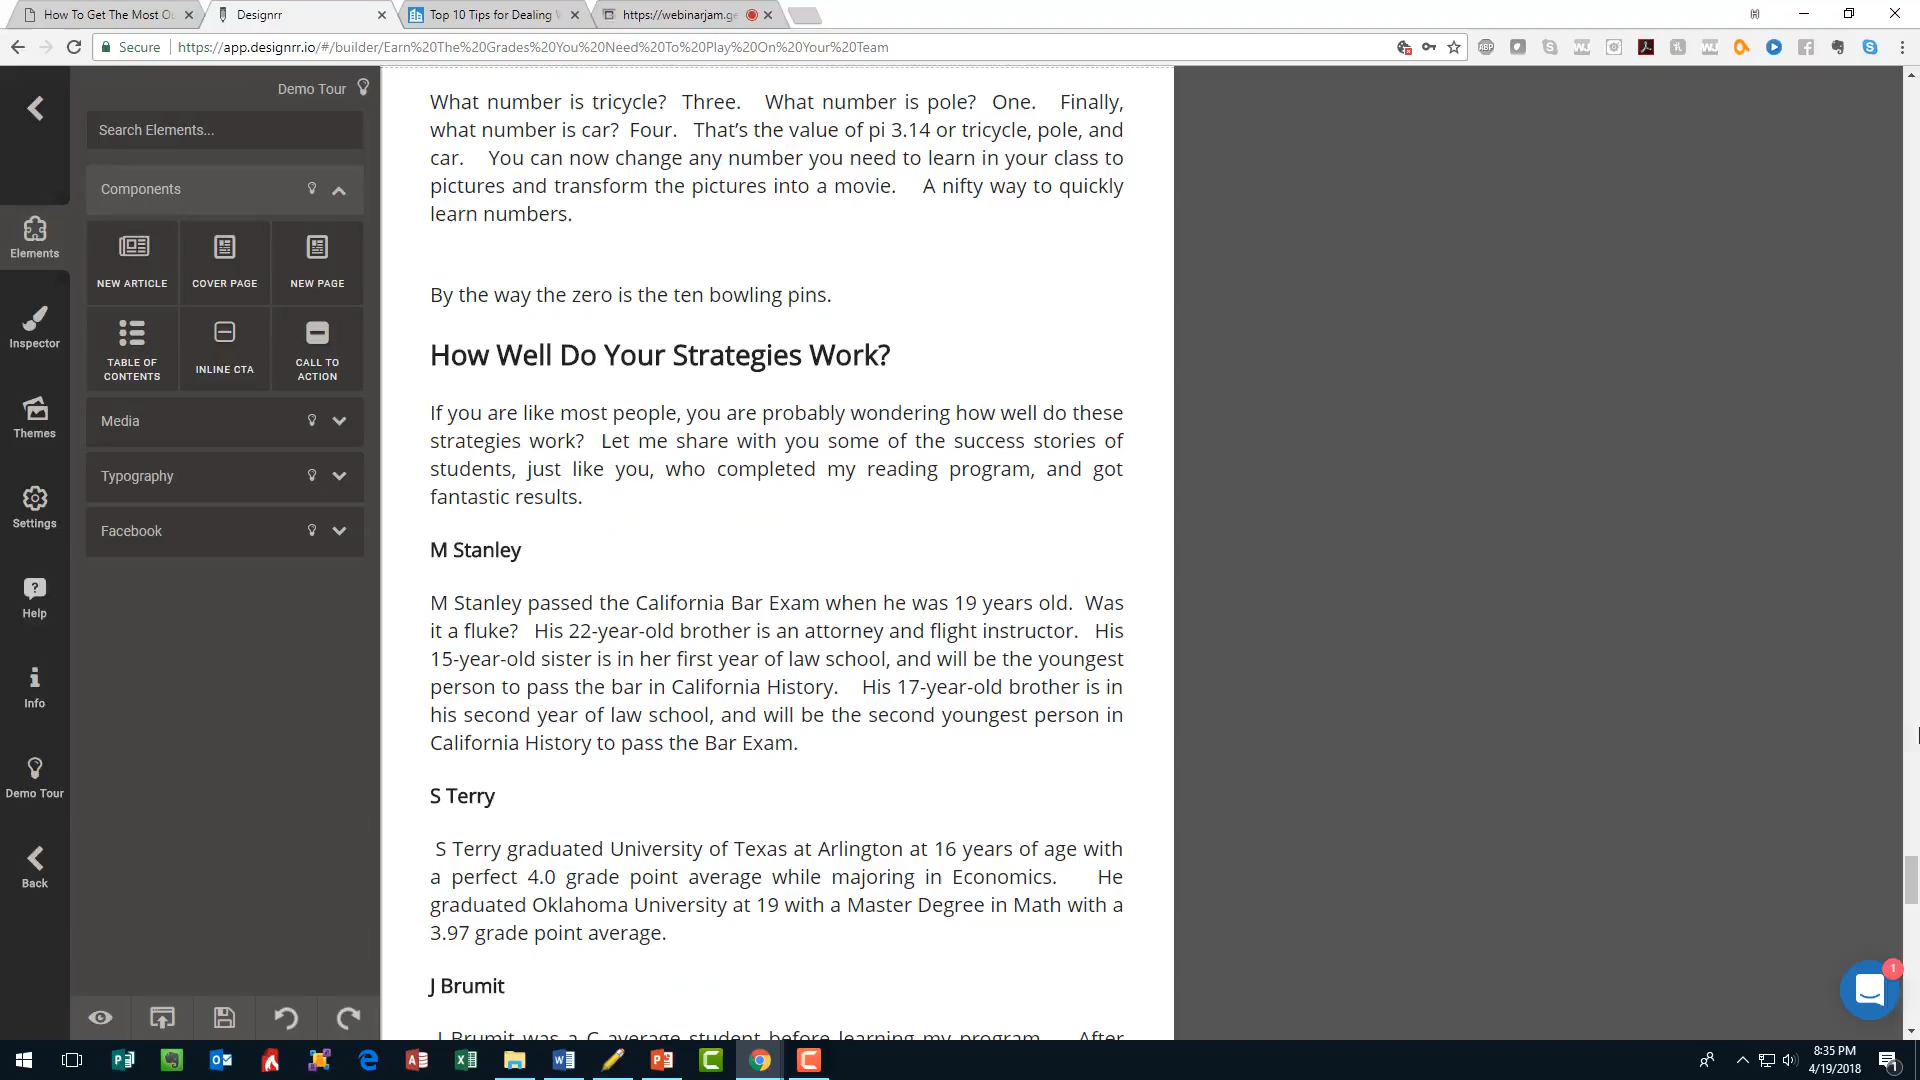 How To Get The Most Ou
Designrr
Top 10 Tips for Dealing
https://webinarjam.ge
Secure
https://app.designrr.io/#/builder/Earn%20The%20Grades%20You%20Need%20To%20Play%20On%20Your%20Team
ABP
Demo Tour
Search Elements...
Components
NEW ARTICLE
COVER PAGE
NEW PAGE
TABLE OF CONTENTS
INLINE CTA
CALL TO ACTION
Media
Typography
Facebook
Elements
Inspector
Themes
Settings
Help
Info
Demo Tour
Back
What number is tricycle? Three. What number is pole? One. Finally,
what number is car? Four. That’s the value of pi 3.14 or tricycle, pole, and
car. You can now change any number you need to learn in your class to
pictures and transform the pictures into a movie. A nifty way to quickly
learn numbers.
By the way the zero is the ten bowling pins.
How Well Do Your Strategies Work?
If you are like most people, you are probably wondering how well do these
strategies work? Let me share with you some of the success stories of
students, just like you, who completed my reading program, and got
fantastic results.
M Stanley
M Stanley passed the California Bar Exam when he was 19 years old. Was
it a fluke? His 22-year-old brother is an attorney and flight instructor. His
15-year-old sister is in her first year of law school, and will be the youngest
person to pass the bar in California History. His 17-year-old brother is in
his second year of law school, and will be the second youngest person in
California History to pass the Bar Exam.
S Terry
S Terry graduated University of Texas at Arlington at 16 years of age with
a perfect 4.0 grade point average while majoring in Economics. He
graduated Oklahoma University at 19 with a Master Degree in Math with a
3.97 grade point average.
J Brumit
J Brumit was a C average student before learning my program. After
1
8:35 PM
4/19/2018
1